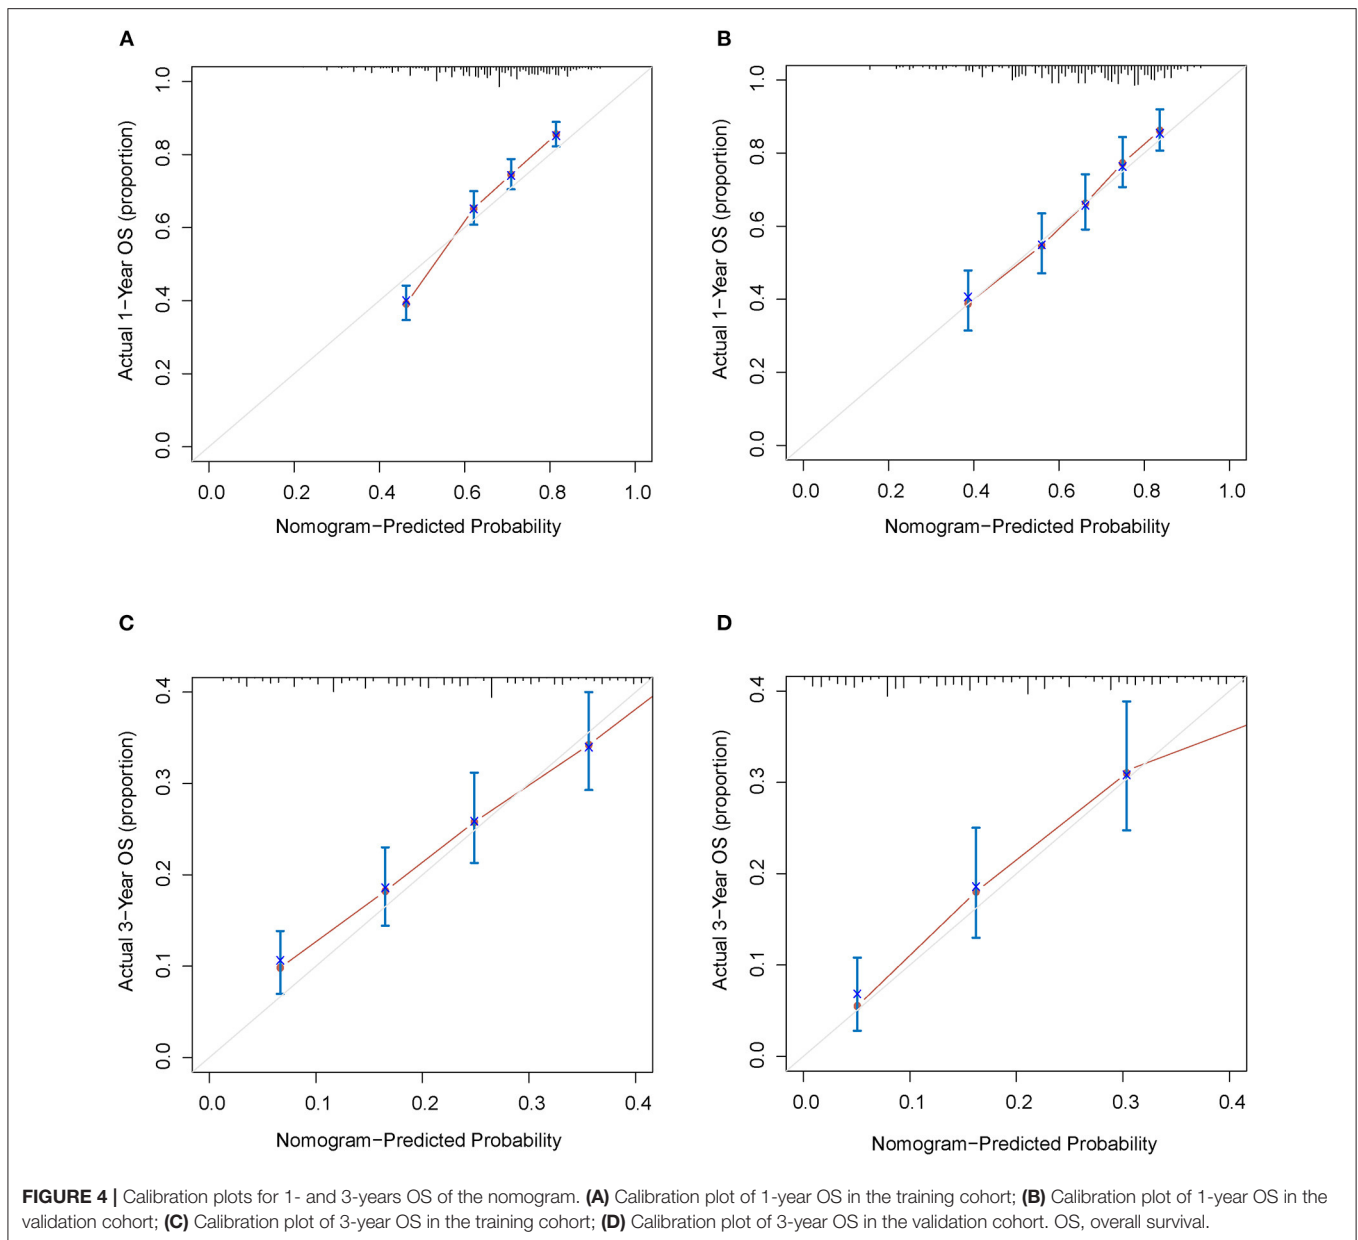 A
Actual 1−Year OS (proportion)
1.0
0.8
0.6
0.4
0.2
0.0
0.0 0.2 0.4 0.6 0.8 1.0
Nomogram−Predicted Probability
B
Actual 1−Year OS (proportion)
1.0
0.8
0.6
0.4
0.2
0.0
0.0 0.2 0.4 0.6 0.8 1.0
Nomogram−Predicted Probability
C
Actual 3−Year OS (proportion)
0.4
0.3
0.2
0.1
0.0
0.0 0.1 0.2 0.3 0.4
Nomogram−Predicted Probability
D
Actual 3−Year OS (proportion)
0.4
0.3
0.2
0.1
0.0
0.0 0.1 0.2 0.3 0.4
Nomogram−Predicted Probability
FIGURE 4 | Calibration plots for 1- and 3-years OS of the nomogram. (A) Calibration plot of 1-year OS in the training cohort; (B) Calibration plot of 1-year OS in the
validation cohort; (C) Calibration plot of 3-year OS in the training cohort; (D) Calibration plot of 3-year OS in the validation cohort. OS, overall survival.